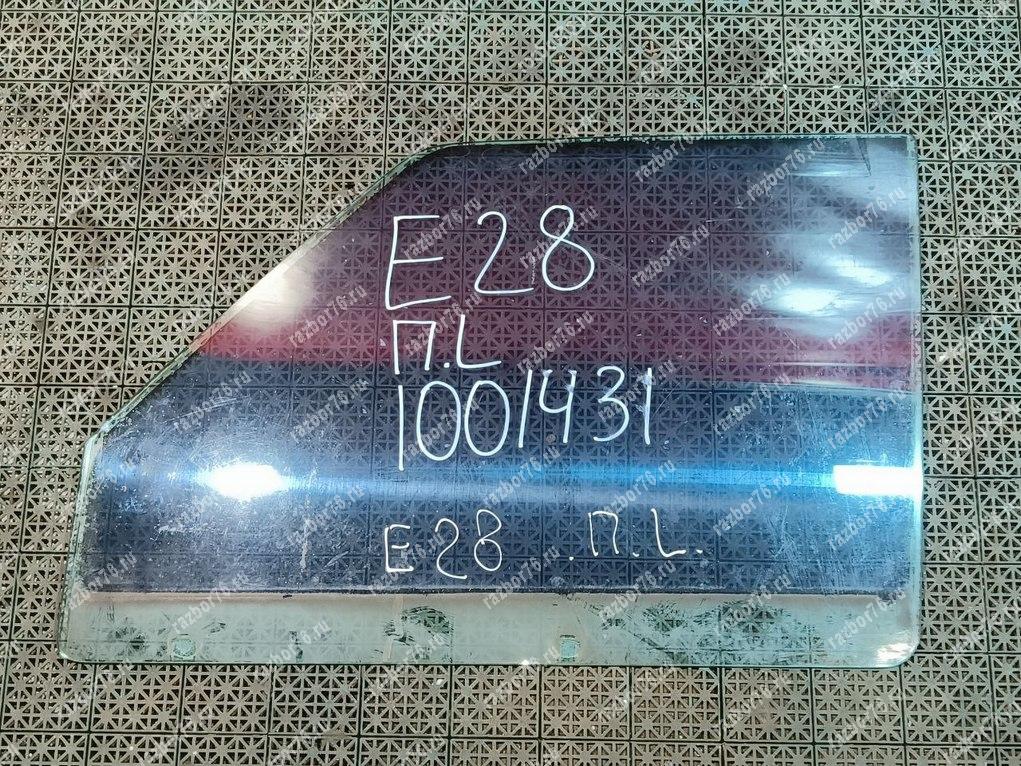 E28
П.L
1001431
E28 .П.L.
razbor76.ru